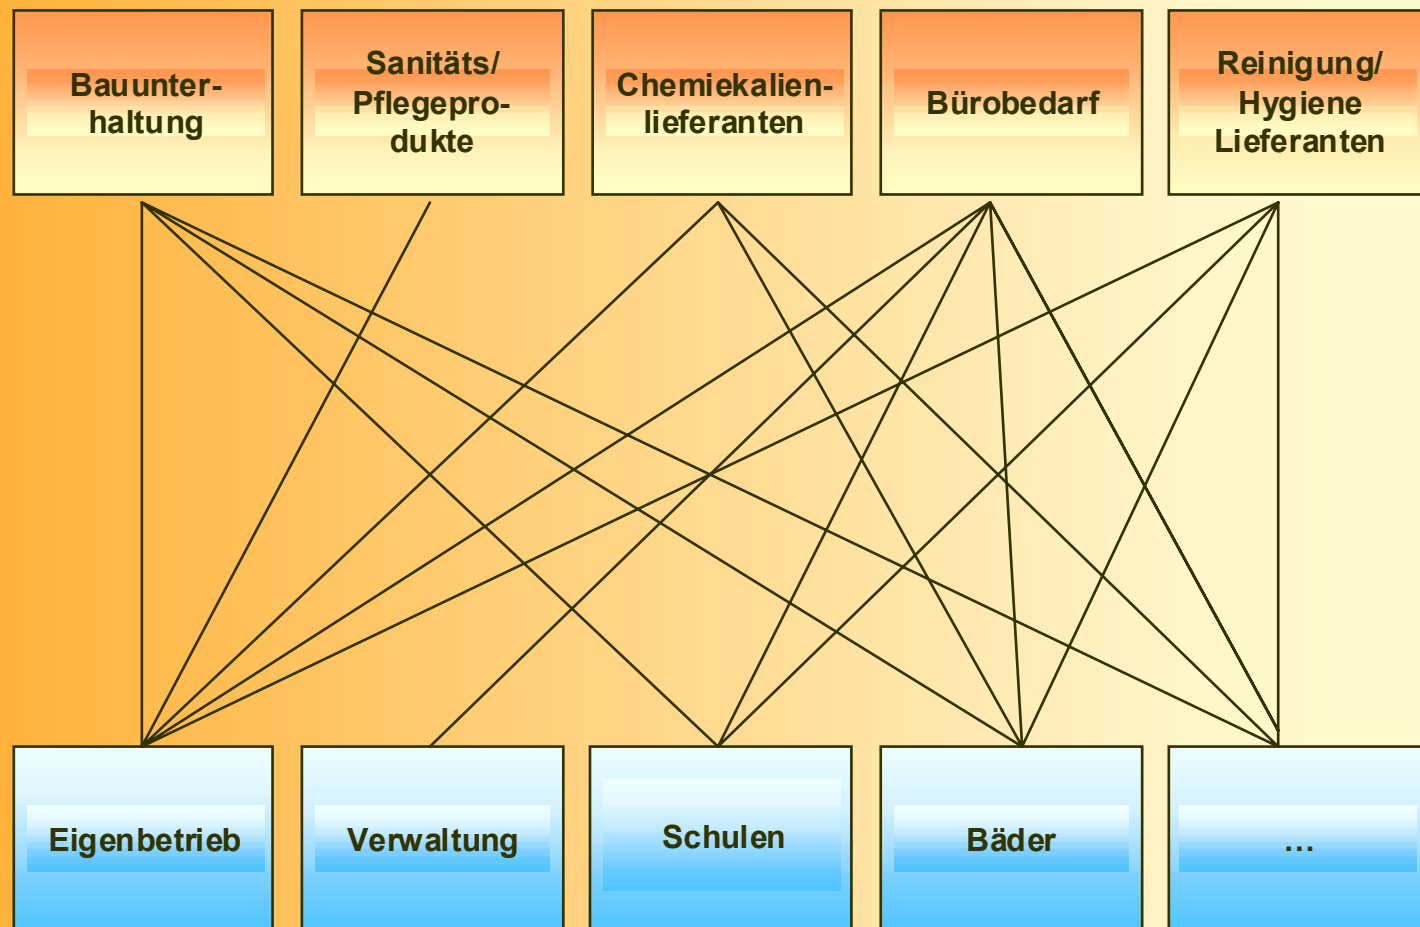 Bauunter-
haltung
Sanitäts/
Pflegepro-
dukte
Chemiekalien-
lieferanten
Bürobedarf
Reinigung/
Hygiene
Lieferanten
Eigenbetrieb
Verwaltung
Schulen
Bäder
...